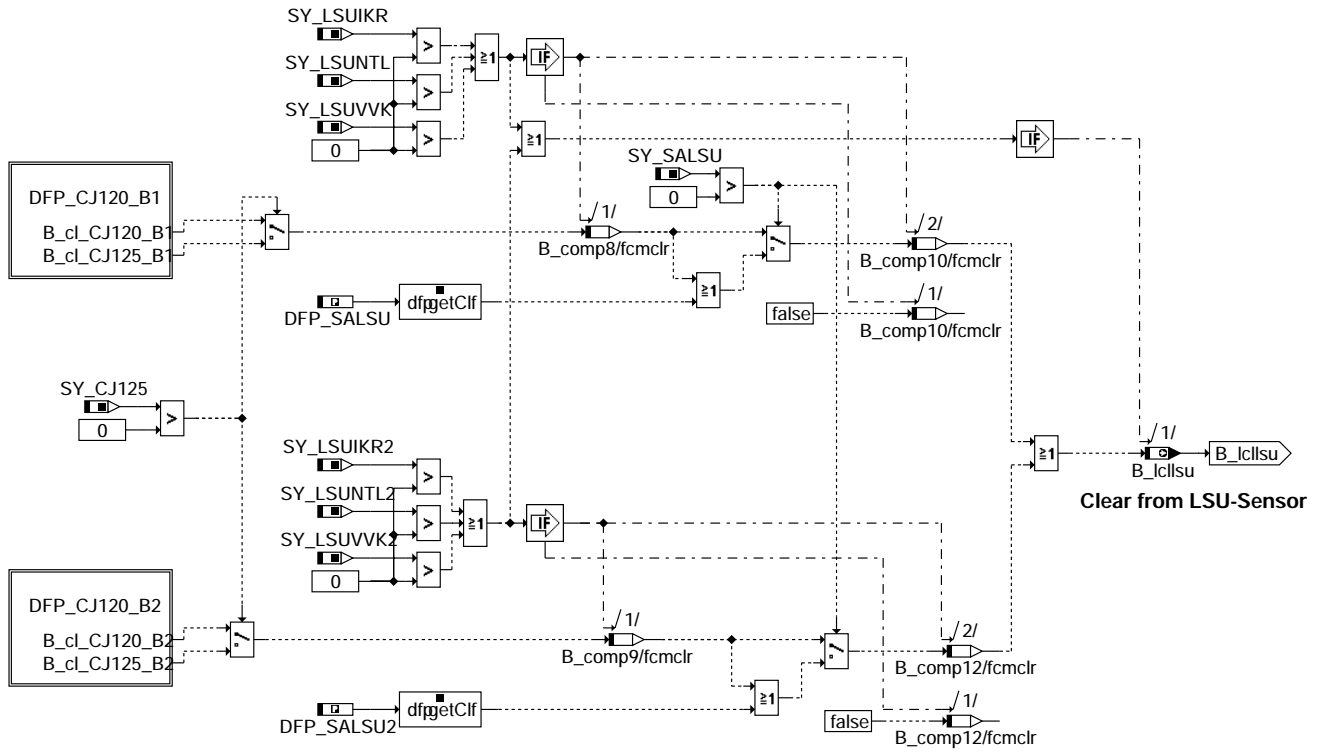 SY_LSUIKR
>
≥1
IF
SY_LSUNTL
>
SY_LSUVVK
>
0
≥1
IF
SY_SALSU
>
0
DFP_CJ120_B1
B_cl_CJ120_B1
B_cl_CJ125_B1
/1/
B_comp8/fcmclr
/2/
B_comp10/fcmclr
≥1
DFP_SALSU
dfpgetClf
false
/1/
B_comp10/fcmclr
SY_CJ125
>
0
SY_LSUIKR2
>
SY_LSUNTL2
>
≥1
IF
SY_LSUVVK2
>
0
≥1
/1/
B_lcllsu
B_lcllsu
Clear from LSU-Sensor
DFP_CJ120_B2
B_cl_CJ120_B2
B_cl_CJ125_B2
/1/
B_comp9/fcmclr
/2/
B_comp12/fcmclr
≥1
DFP_SALSU2
dfpgetClf
false
/1/
B_comp12/fcmclr